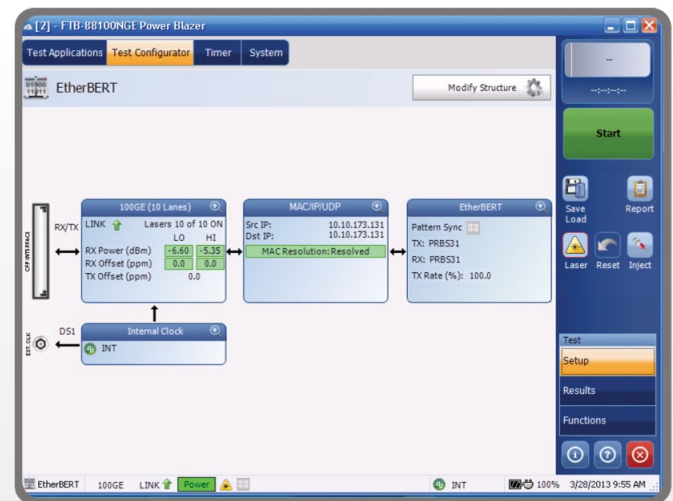 [2] - FTB-88100NGE Power Blazer
Test Applications Test Configurator Timer System
EtherBERT
Modify Structure
--
--:--:--
Start
Save Load
Report
Laser Reset Inject
100GE (10 Lanes)
LINK Lasers 10 of 10 ON
LO HI
RX Power (dBm) -6.60 -5.35
RX Offset (ppm) 0.0 0.0
TX Offset (ppm) 0.0
RX/TX
CFP INTERFACE
MAC/IP/UDP
Src IP: 10.10.173.131
Dst IP: 10.10.173.131
MAC Resolution:Resolved
EtherBERT
Pattern Sync
TX: PRBS31
RX: PRBS31
TX Rate (%): 100.0
DS1
EXT. CLK
Internal Clock
INT
Test
Setup
Results
Functions
EtherBERT 100GE LINK Power INT 100% 3/28/2013 9:55 AM